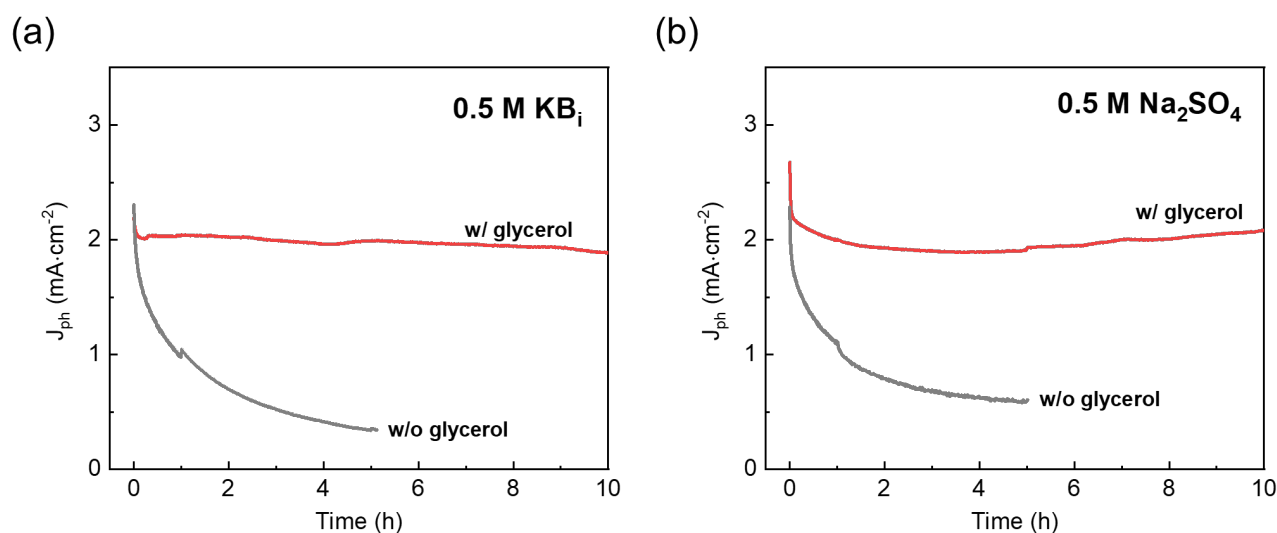 (a)
0.5 M KBi
3
2
1
0
w/ glycerol
w/o glycerol
Jph (mA·cm-2)
0 2 4 6 8 10
Time (h)
(b)
0.5 M Na2SO4
3
2
1
0
w/ glycerol
w/o glycerol
Jph (mA·cm-2)
0 2 4 6 8 10
Time (h)